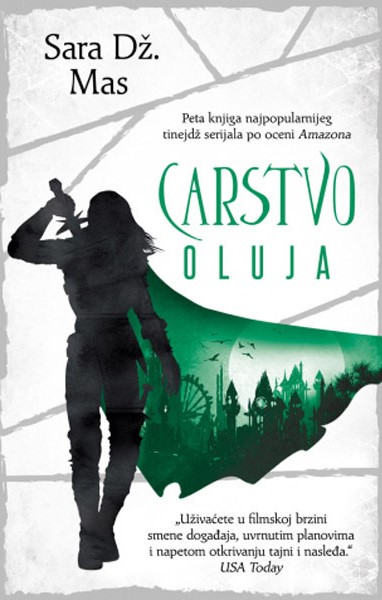 Sara Dž.
Mas
Peta knjiga najpopularnijeg
tinejdž serijala po oceni Amazona
CARSTVO
OLUJA
„Uživaćete u filmskoj brzini
smene događaja, uvrnutim planovima
i napetom otkrivanju tajni i nasleđa.“
USA Today